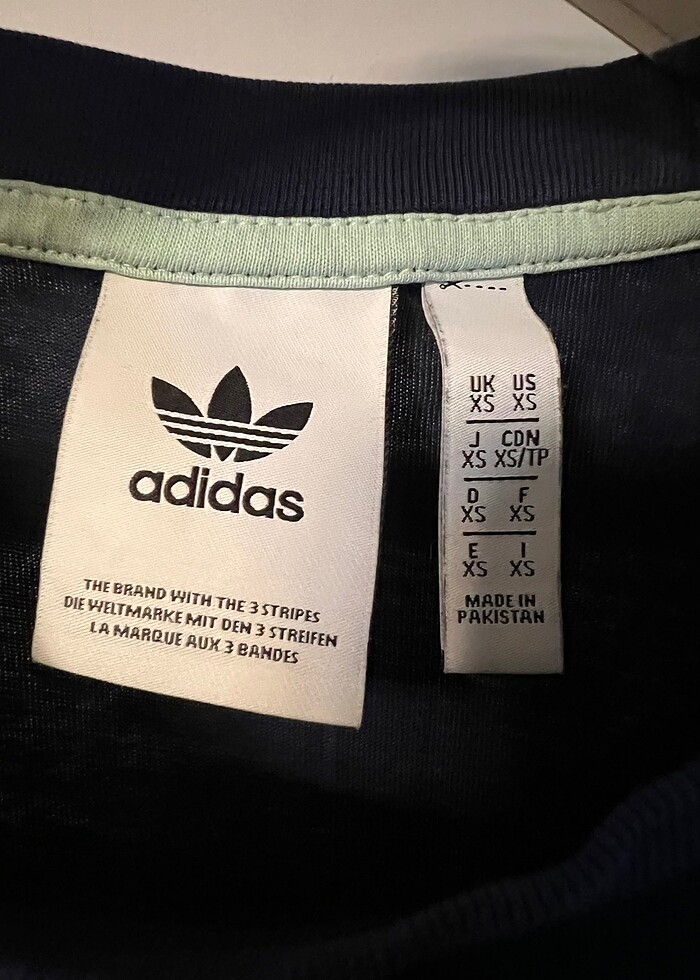 adidas
THE BRAND WITH THE 3 STRIPES
DIE WELTMARKE MIT DEN 3 STREIFEN
LA MARQUE AUX 3 BANDES
UK US
XS XS
J CDN
XS XS/TP
D F
XS XS
E I
XS XS
MADE IN
PAKISTAN